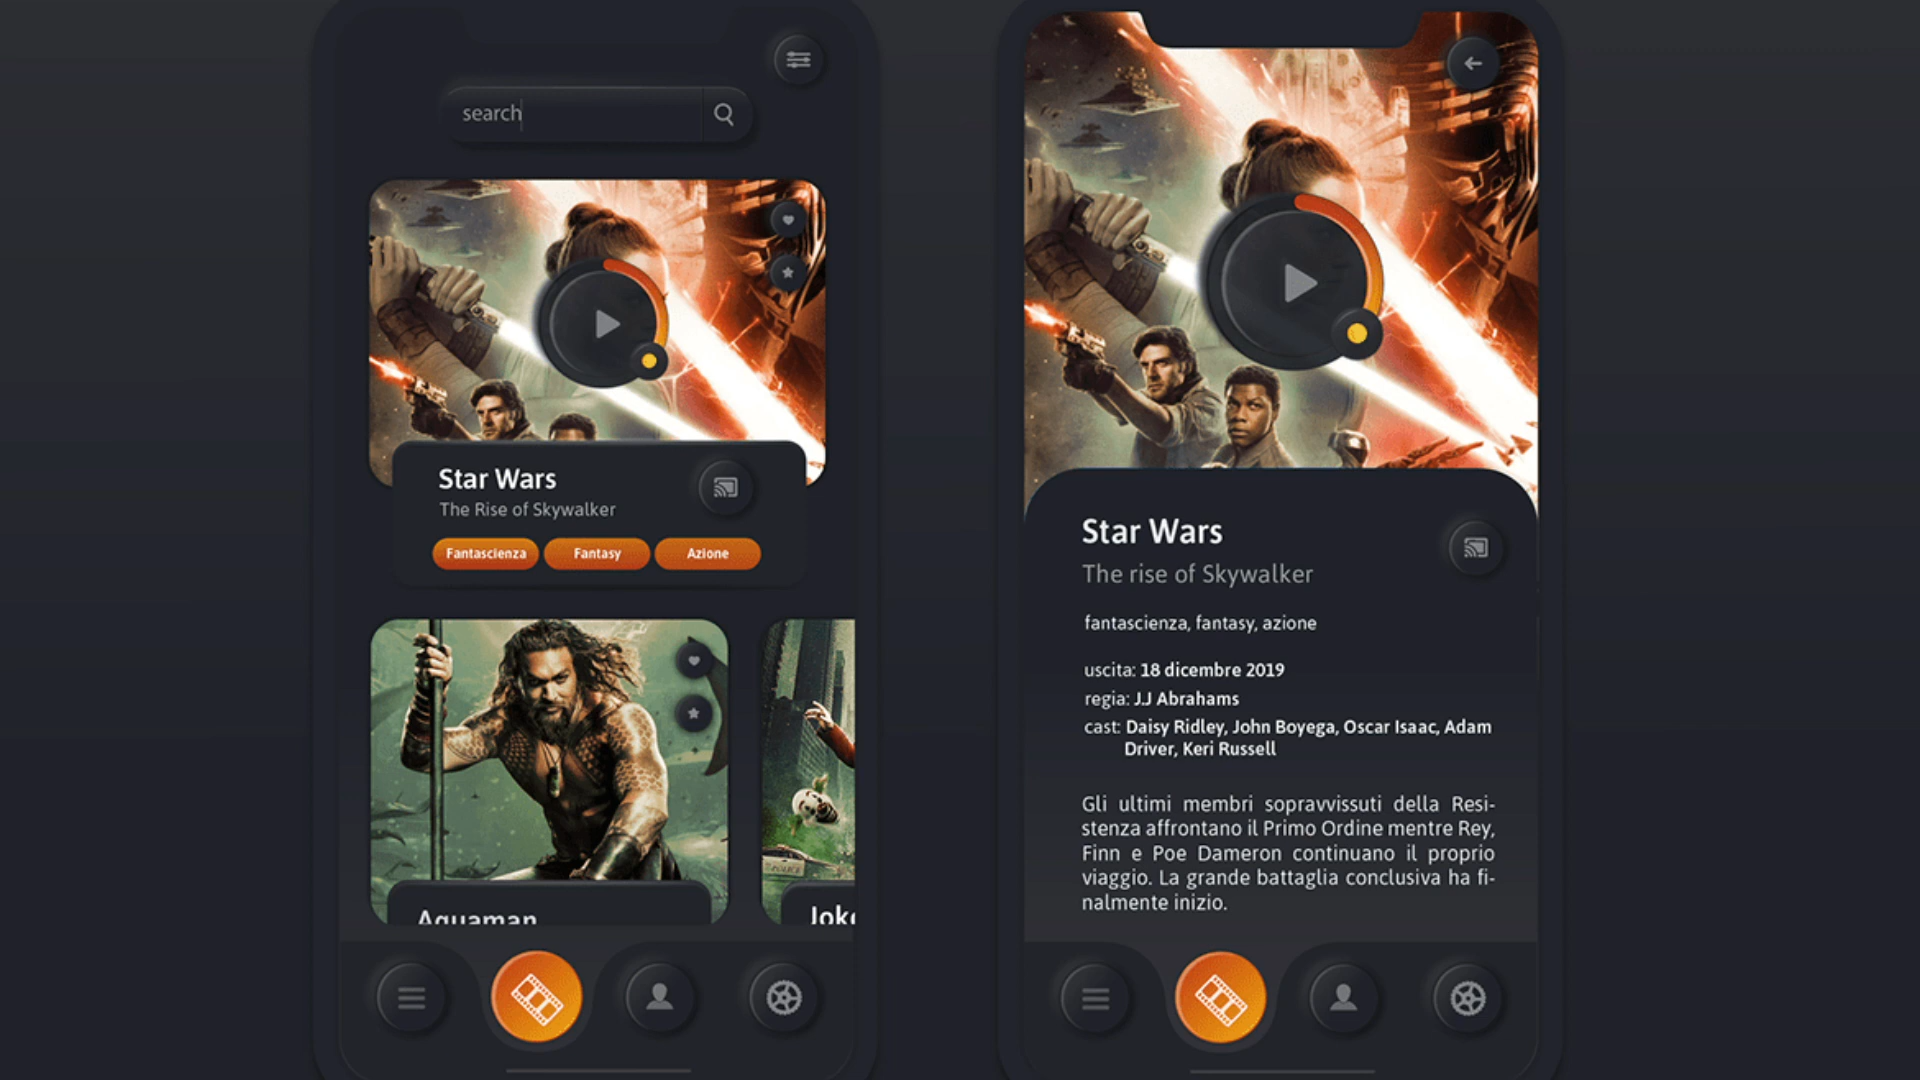 search
Star Wars
The Rise of Skywalker
Fantascienza
Fantasy
Azione
Aquaman
Star Wars
The rise of Skywalker
fantascienza, fantasy, azione
uscita: 18 dicembre 2019
regia: J.J Abrahams
cast: Daisy Ridley, John Boyega, Oscar Isaac, Adam
Driver, Keri Russell
Gli ultimi membri sopravvissuti della Resi-
stenza affrontano il Primo Ordine mentre Rey,
Finn e Poe Dameron continuano il proprio
viaggio. La grande battaglia conclusiva ha fi-
nalmente inizio.